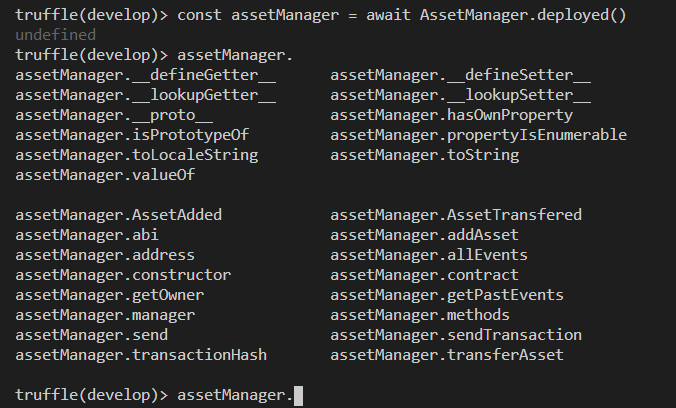 truffle(develop)> const assetManager = await AssetManager.deployed()
undefined
truffle(develop)> assetManager.
assetManager.__defineGetter__ assetManager.__defineSetter__
assetManager.__lookupGetter__ assetManager.__lookupSetter__
assetManager.__proto__ assetManager.hasOwnProperty
assetManager.isPrototypeOf assetManager.propertyIsEnumerable
assetManager.toLocaleString assetManager.toString
assetManager.valueOf
assetManager.AssetAdded assetManager.AssetTransfered
assetManager.abi assetManager.addAsset
assetManager.address assetManager.allEvents
assetManager.constructor assetManager.contract
assetManager.getOwner assetManager.getPastEvents
assetManager.manager assetManager.methods
assetManager.send assetManager.sendTransaction
assetManager.transactionHash assetManager.transferAsset
truffle(develop)> assetManager.